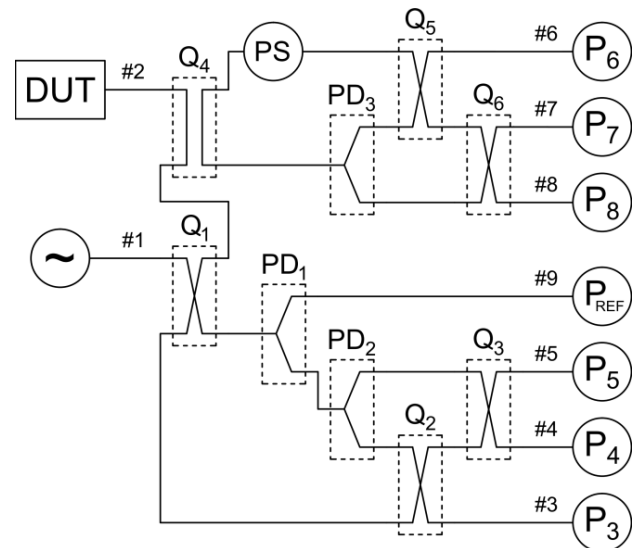 Q5 #6
Q4 PS P6
#2
DUT PD3 Q6 #7
P7
#8
P8
#1 Q1
~ PD1 #9
PREF
PD2 Q3 #5
P5
Q2 #4
P4
#3
P3